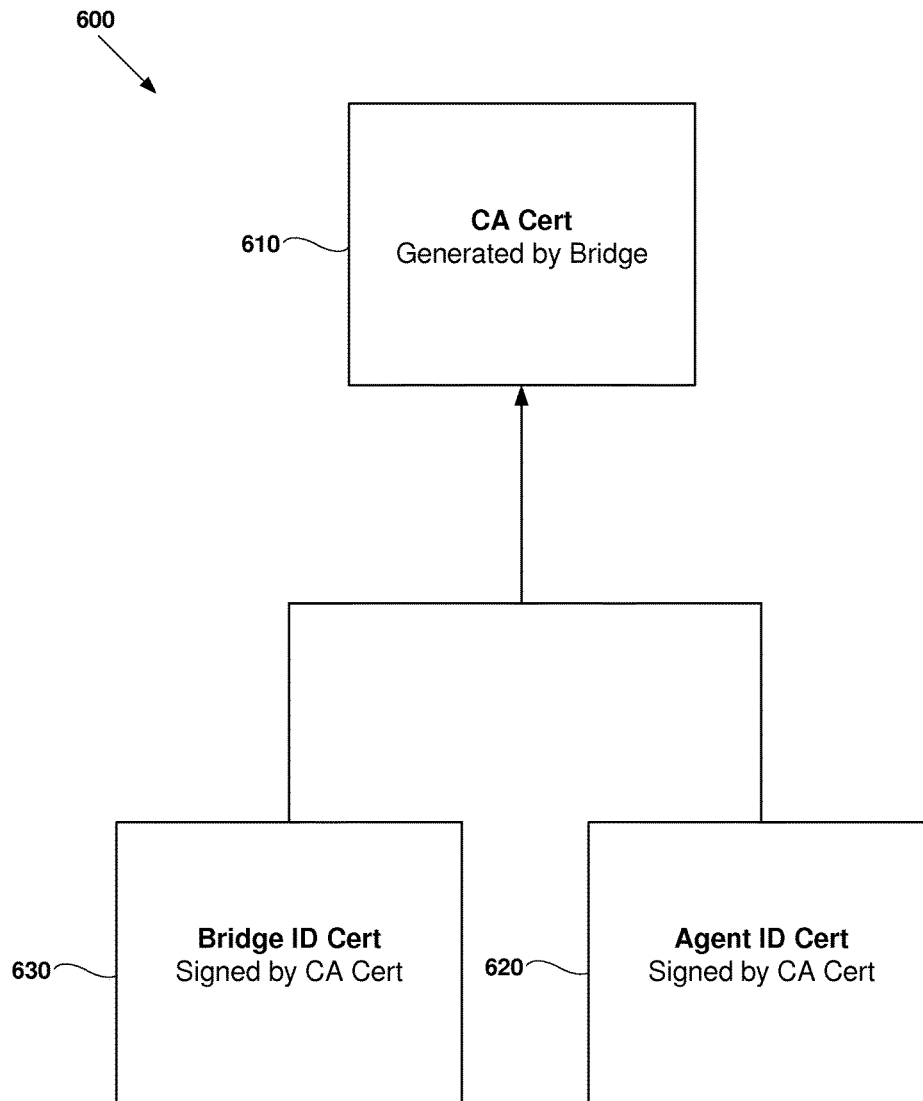 600
CA Cert
610
Generated by Bridge
Bridge ID Cert
Agent ID Cert
630
Signed by CA Cert
620
Signed by CA Cert